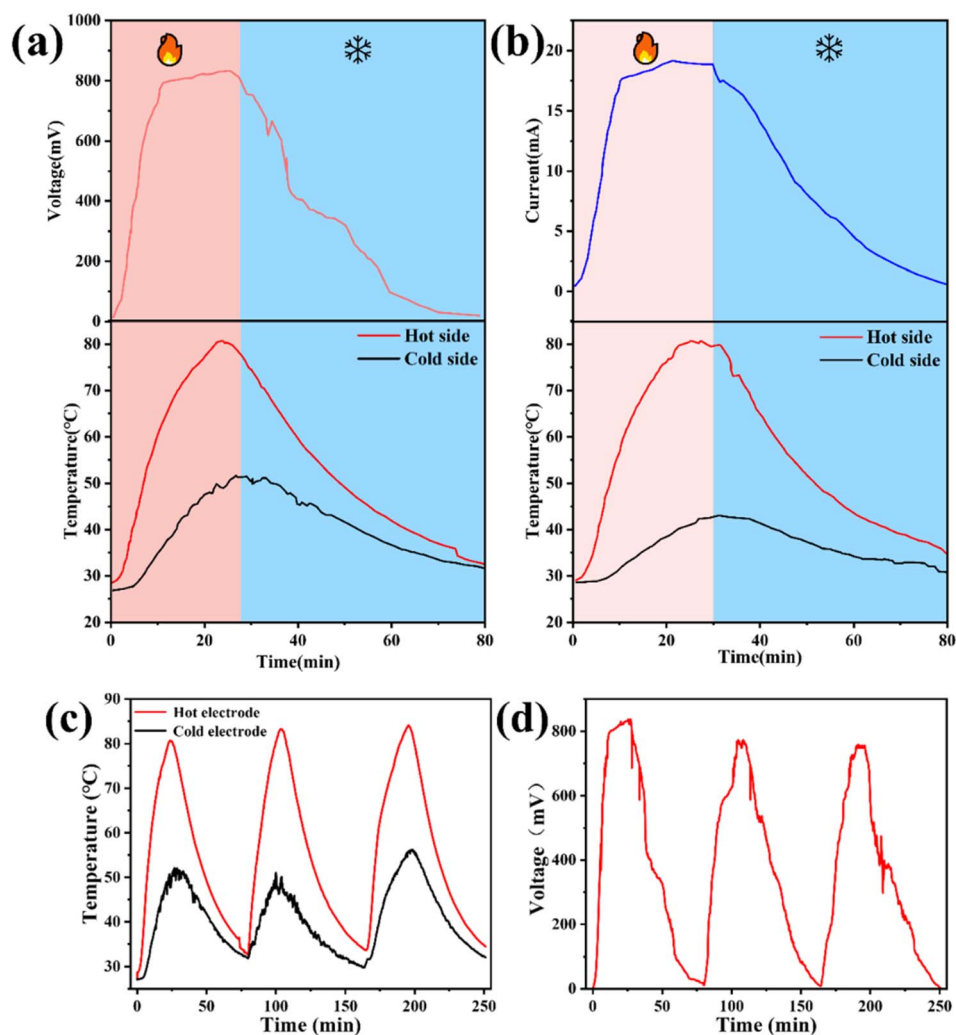 (a)
1000
800
600
400
200
0
Voltage(mV)
Hot side
Cold side
80
70
60
50
40
30
20
Temperature(℃)
0 20 40 60 80
Time(min)
(b)
20
15
10
5
0
Current(mA)
Hot side
Cold side
80
70
60
50
40
30
20
Temperature(℃)
0 20 40 60 80
Time(min)
(c)
Hot electrode
Cold electrode
90
80
70
60
50
40
30
Temperature (℃)
0 50 100 150 200 250
Time (min)
(d)
800
600
400
200
0
Voltage（mV）
0 50 100 150 200 250
Time (min)